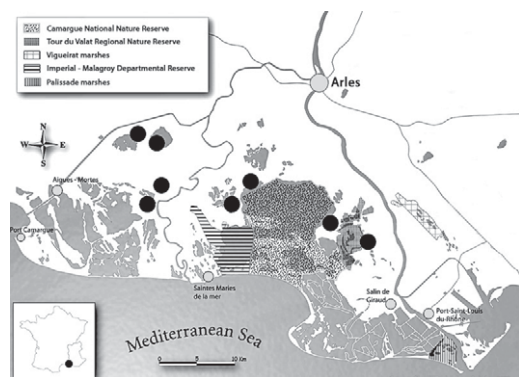 Camargue National Nature Reserve
Tour du Valat Regional Nature Reserve
Vigueirat marshes
Imperial - Malagroy Departmental Reserve
Palissade marshes
Arles
N
W
E
S
Aigues - Mortes
Port Camargue
Saintes Maries
de la mer
Salin de
Giraud
Port-Saint-Louis
du-Rhône
Mediterranean Sea
0 5 10 Km